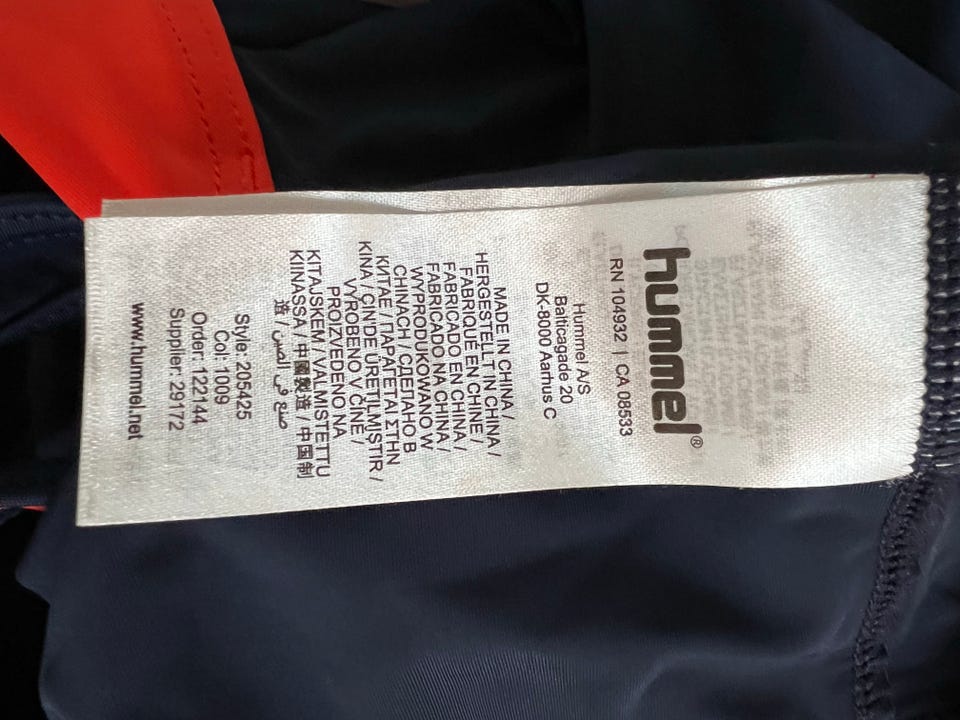 hummel®
RN 104932 | CA 08533
Hummel A/S
Balticagade 20
DK-8000 Aarhus C
MADE IN CHINA /
HERGESTELLT IN CHINA /
FABRIQUÉ EN CHINE /
FABRICADO EN CHINA /
FABRICADO NA CHINA /
WYPRODUKOWANO W
CHINACH / СДЕЛАНО В
КИТАЕ / ΠΑΡΑΓΕΤΑΙ ΣΤΗΝ
ΚΙΝΑ / ÇIN'DE ÜRETILMIŞTIR /
VYROBENO V ČÍNĚ /
PROIZVEDENO NA
KITAJSKEM / VALMISTETTU
KIINASSA / 中國製造 / 中国制
造 / صنع في الصين
Style: 205425
Col: 1009
Order: 122144
Supplier: 29172
www.hummel.net